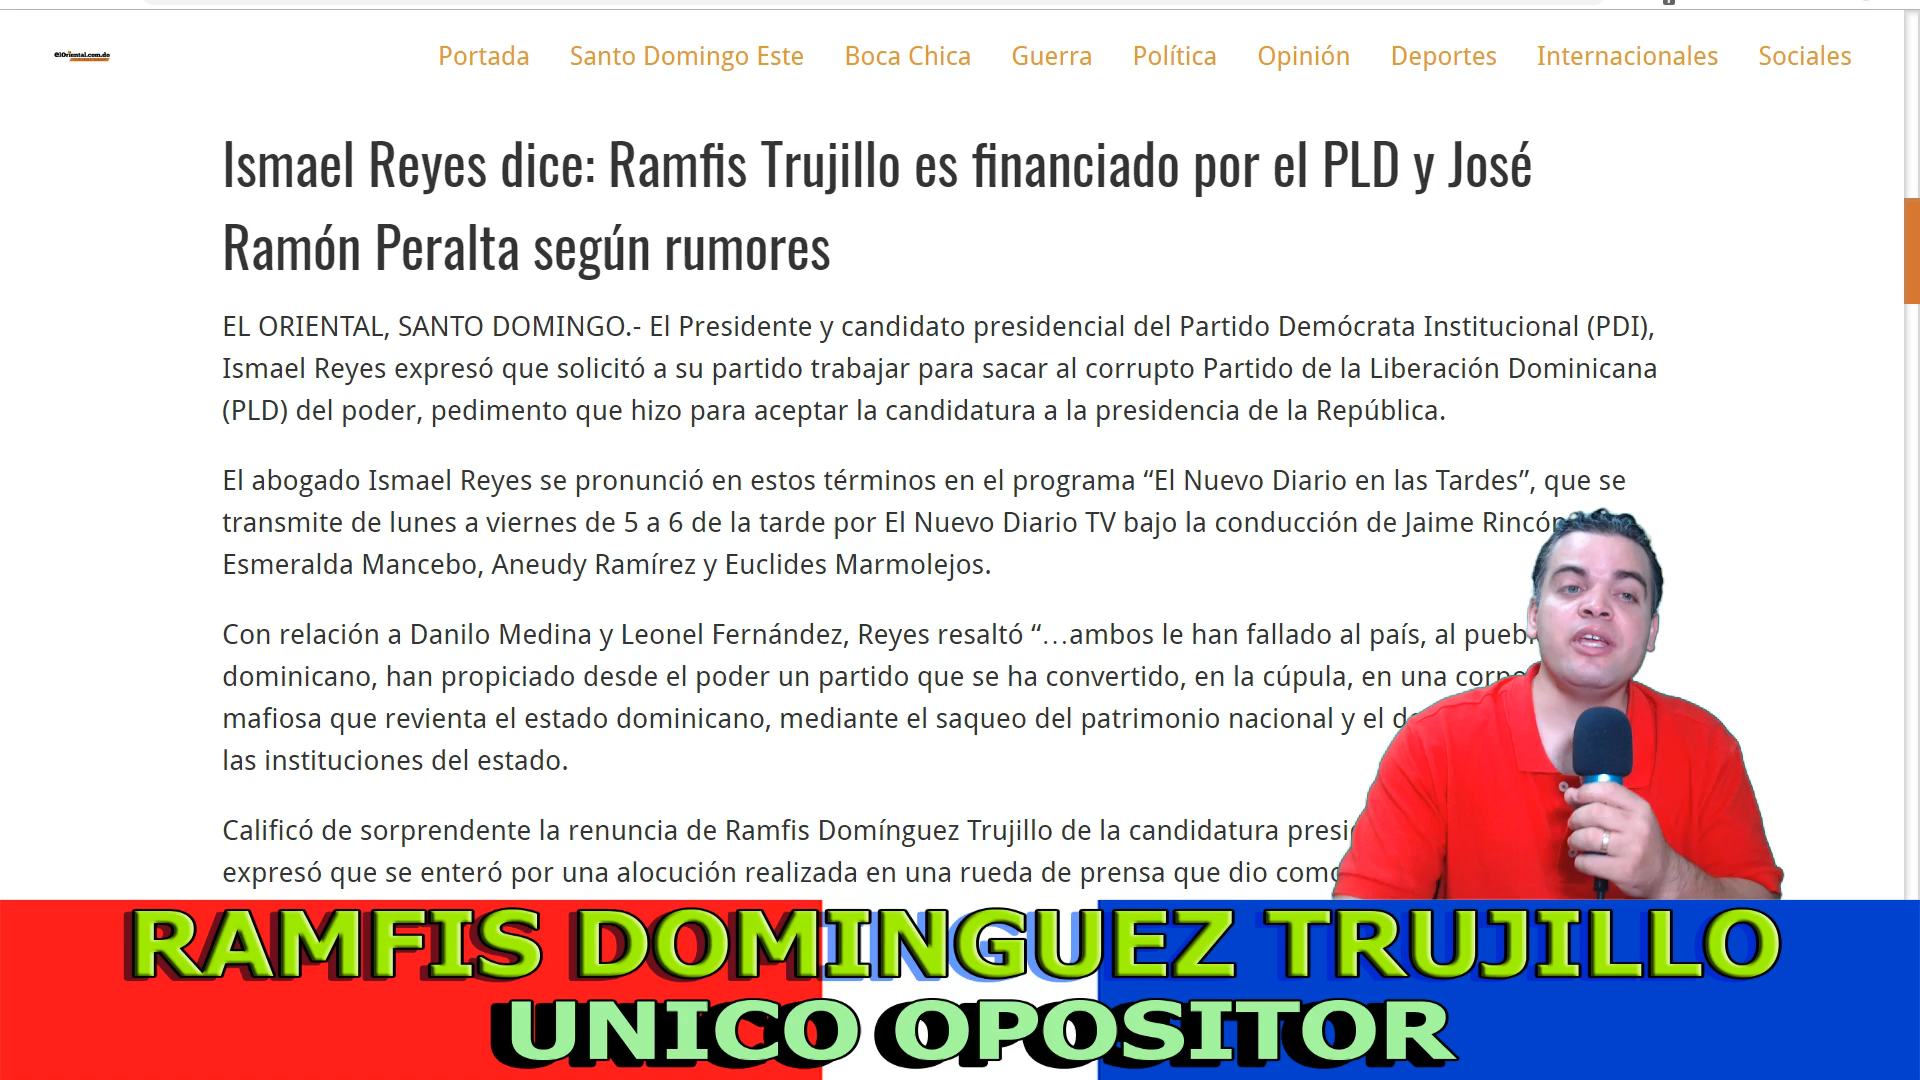 elOriental.com.do
Portada Santo Domingo Este Boca Chica Guerra Política Opinión Deportes Internacionales Sociales
Ismael Reyes dice: Ramfis Trujillo es financiado por el PLD y José
Ramón Peralta según rumores
EL ORIENTAL, SANTO DOMINGO.- El Presidente y candidato presidencial del Partido Demócrata Institucional (PDI),
Ismael Reyes expresó que solicitó a su partido trabajar para sacar al corrupto Partido de la Liberación Dominicana
(PLD) del poder, pedimento que hizo para aceptar la candidatura a la presidencia de la República.
El abogado Ismael Reyes se pronunció en estos términos en el programa “El Nuevo Diario en las Tardes”, que se
transmite de lunes a viernes de 5 a 6 de la tarde por El Nuevo Diario TV bajo la conducción de Jaime Rincón
Esmeralda Mancebo, Aneudy Ramírez y Euclides Marmolejos.
Con relación a Danilo Medina y Leonel Fernández, Reyes resaltó “…ambos le han fallado al país, al
dominicano, han propiciado desde el poder un partido que se ha convertido, en la cúpula, en una
mafiosa que revienta el estado dominicano, mediante el saqueo del patrimonio nacional y el
las instituciones del estado.
Calificó de sorprendente la renuncia de Ramfis Domínguez Trujillo de la candidatura
expresó que se enteró por una alocución realizada en una rueda de prensa que dio como
RAMFIS DOMINGUEZ TRUJILLO
UNICO OPOSITOR